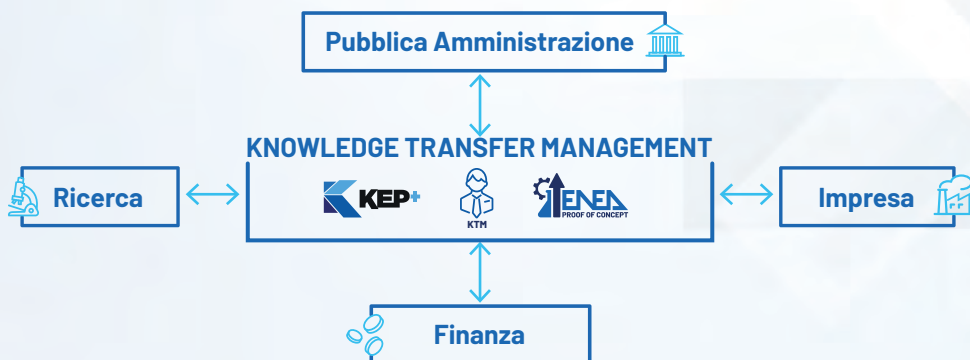 Pubblica Amministrazione
KNOWLEDGE TRANSFER MANAGEMENT
Ricerca
KEP+
KTM
ENEA
PROOF OF CONCEPT
Impresa
Finanza